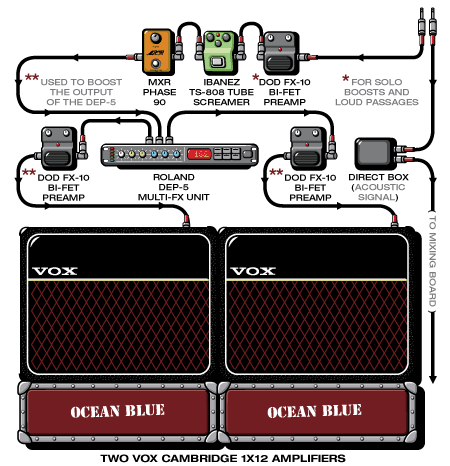 MXR
PHASE
90
IBANEZ
TS-808 TUBE
SCREAMER
*DOD FX-10
BI-FET
PREAMP
*FOR SOLO
BOOSTS AND
LOUD PASSAGES
**USED TO BOOST
THE OUTPUT
OF THE DEP-5
**DOD FX-10
BI-FET
PREAMP
ROLAND
DEP-5
MULTI-FX UNIT
**DOD FX-10
BI-FET
PREAMP
DIRECT BOX
(ACOUSTIC
SIGNAL)
TO MIXING BOARD
VOX
VOX
OCEAN BLUE
OCEAN BLUE
TWO VOX CAMBRIDGE 1X12 AMPLIFIERS